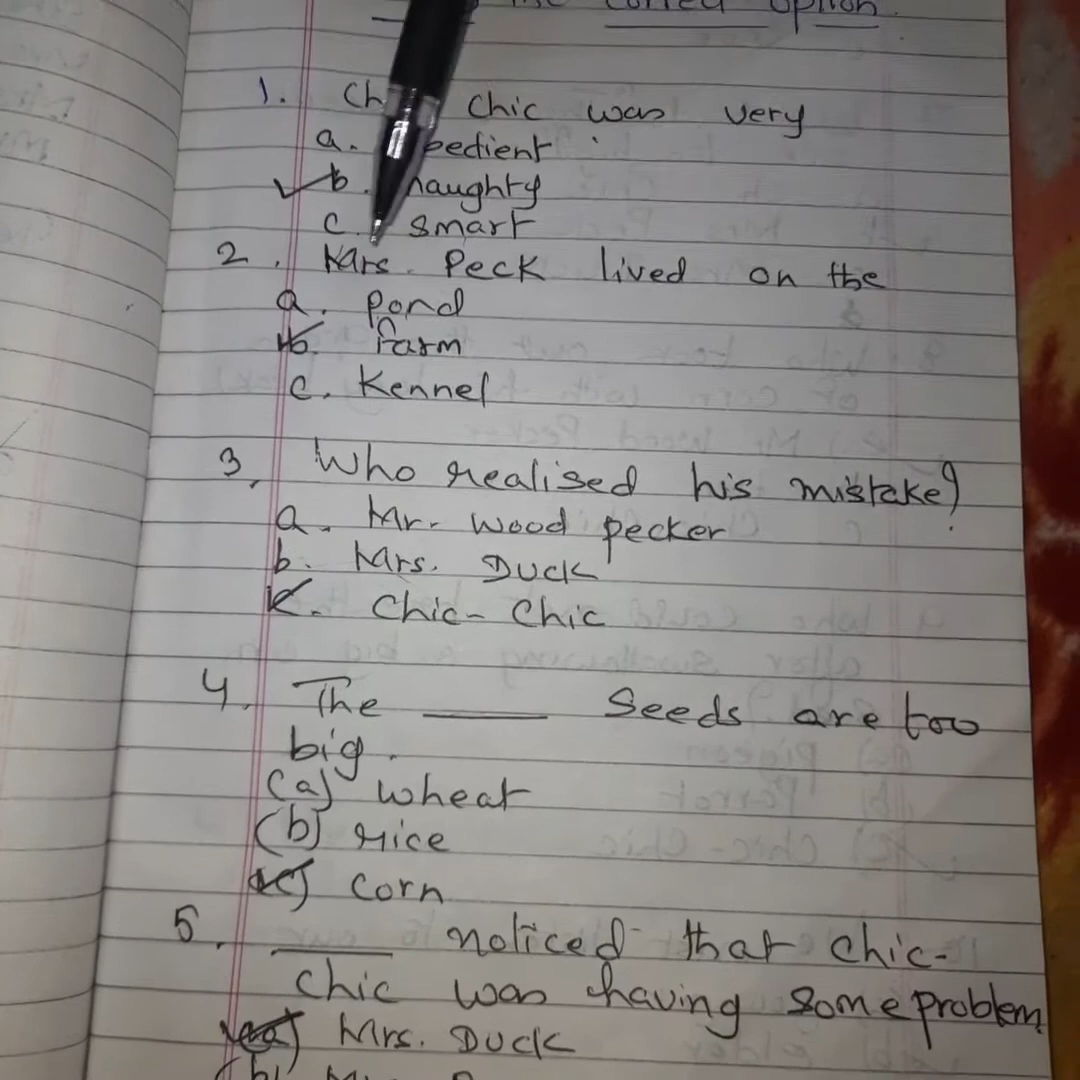 the correct option.
1. Chic was very
a. bedient
b. naughty
c. smart
2. Mrs. Peck lived on the
a. Pond
b. farm
c. Kennel
3. Who realised his mistake?
a. Mr. Wood pecker
b. Mrs. Duck
c. Chic-Chic
4. The ____ Seeds are too
big.
(a) wheat
(b) rice
(c) corn
5. ____ noticed that chic-
chic was having some problem
(a) Mrs. Duck
(b)